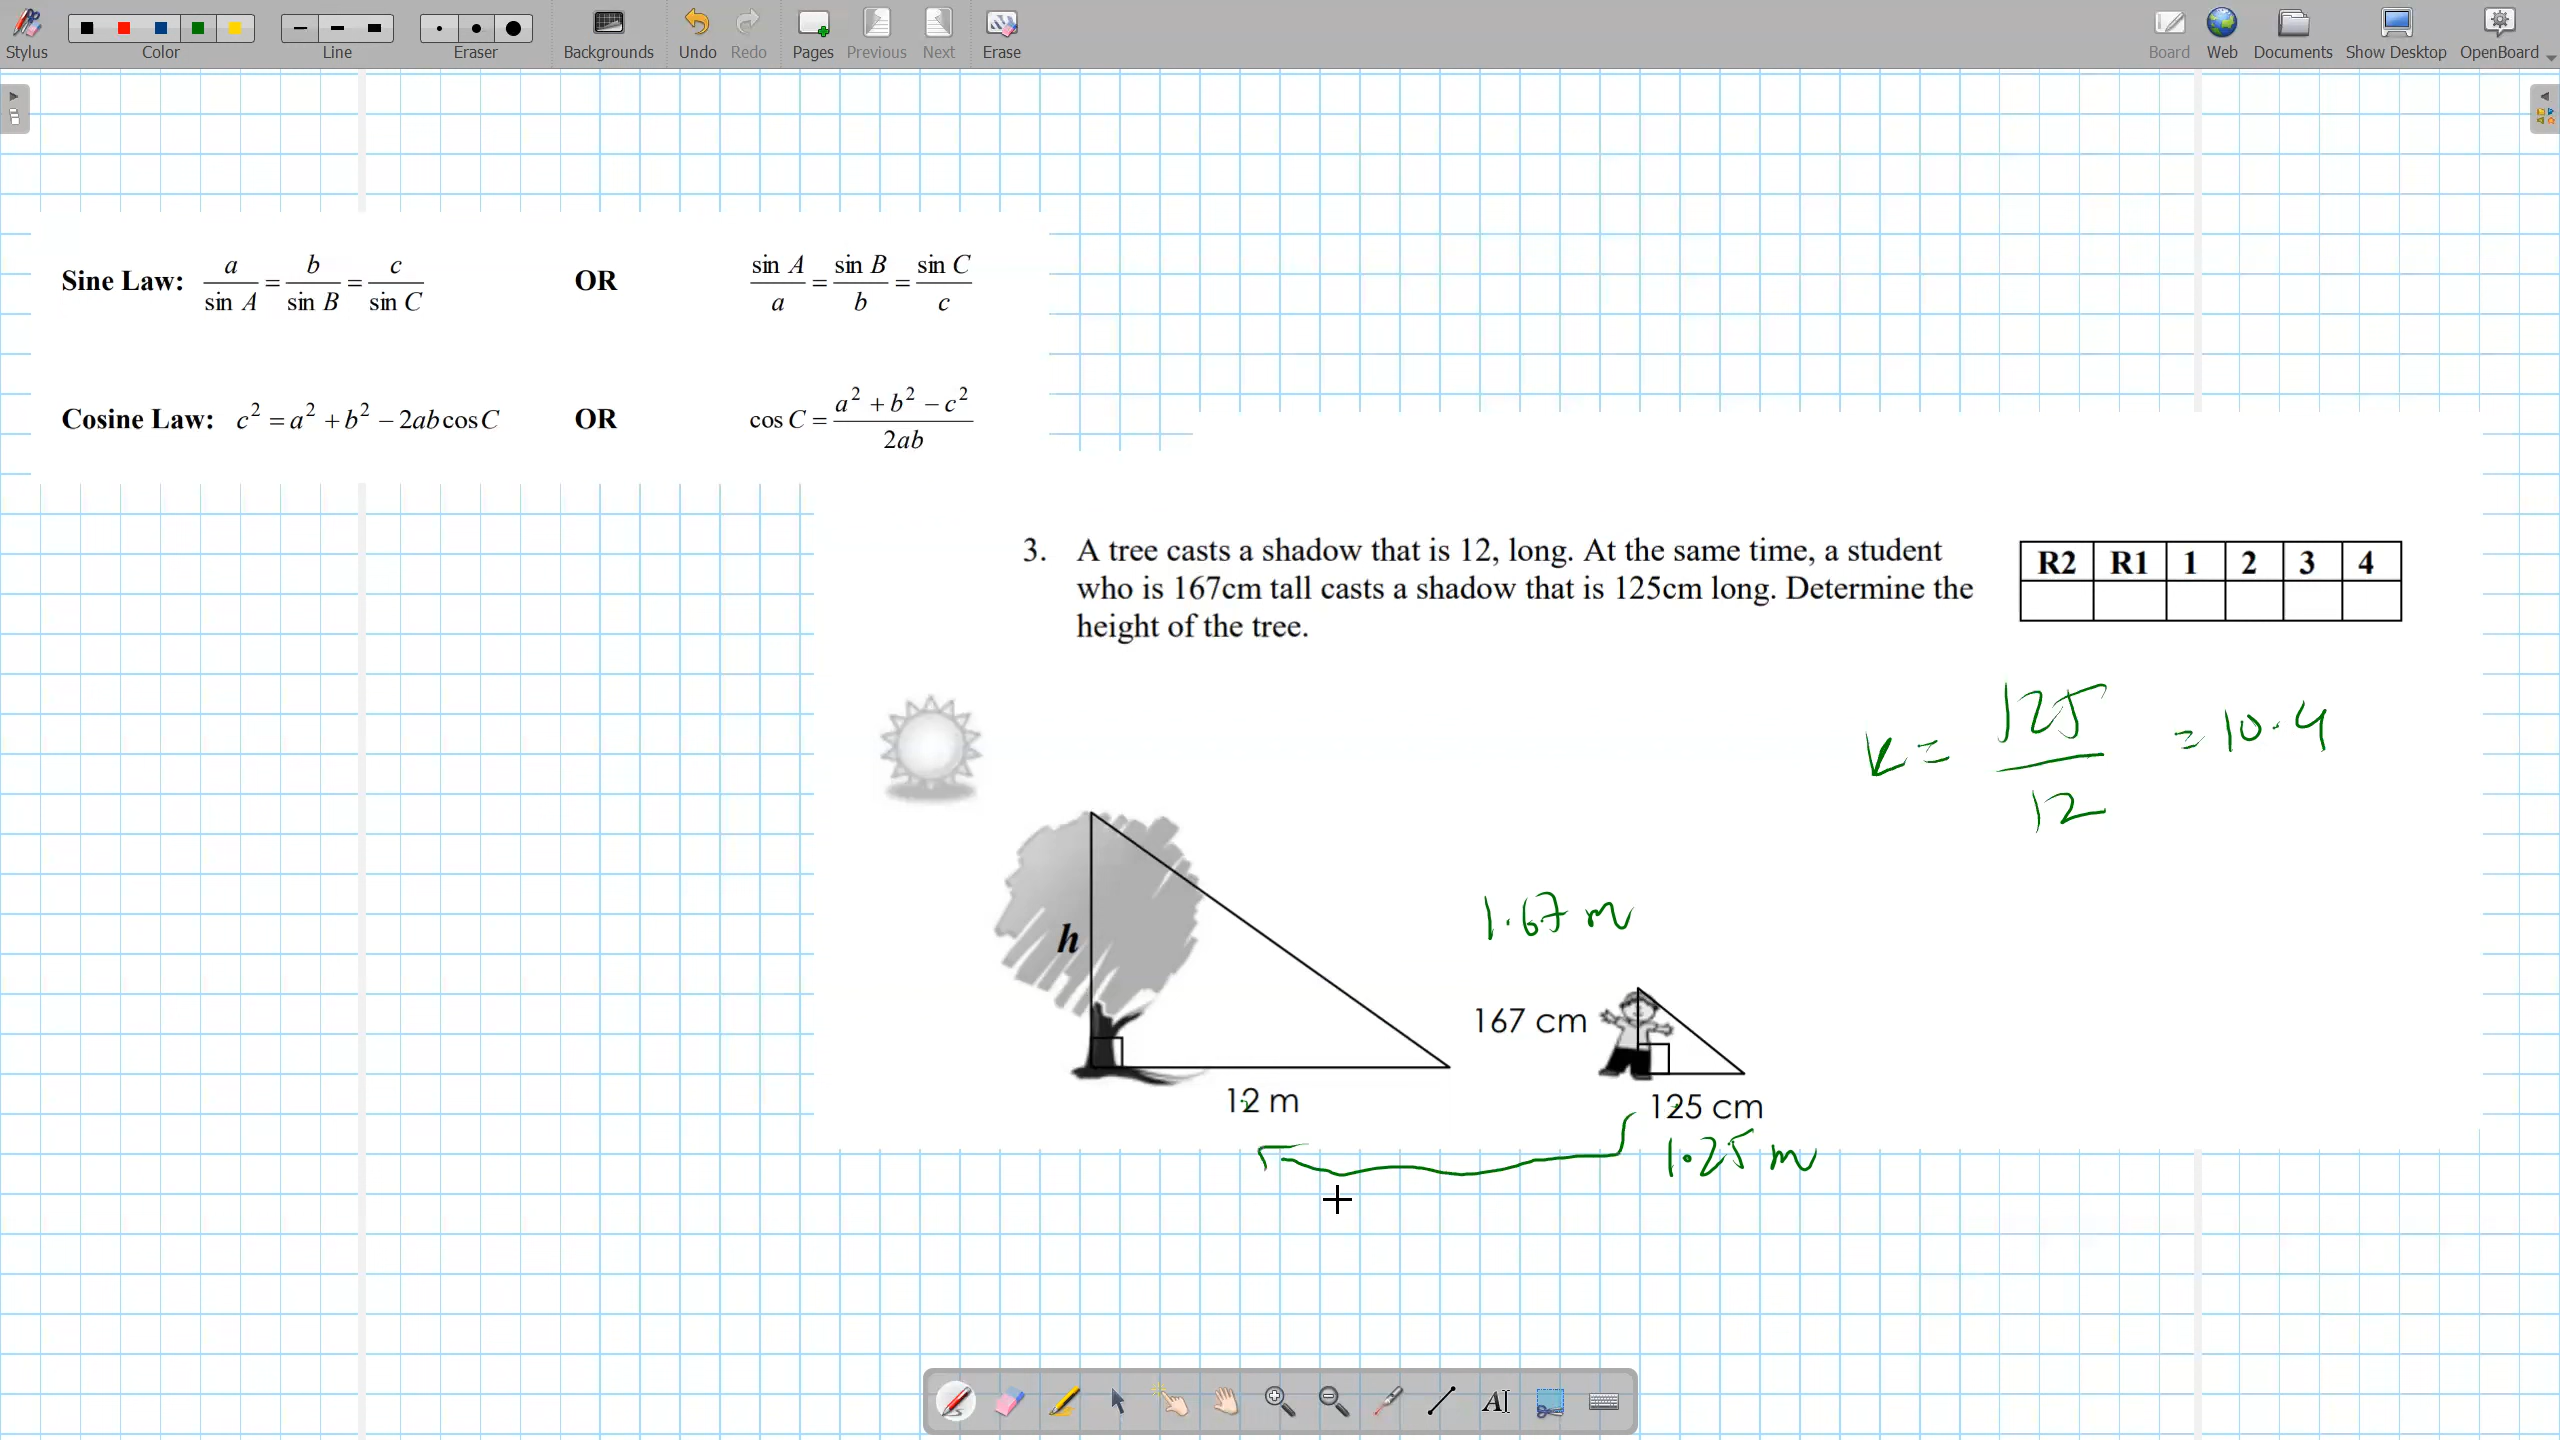 Stylus Color Line Eraser Backgrounds Undo Redo Pages Previous Next Erase Board Web Documents Show Desktop OpenBoard
Sine Law: a/sin A = b/sin B = c/sin C OR sin A/a = sin B/b = sin C/c
Cosine Law: c² = a² + b² − 2ab cos C OR cos C = (a² + b² − c²)/2ab
3. A tree casts a shadow that is 12, long. At the same time, a student
who is 167cm tall casts a shadow that is 125cm long. Determine the
height of the tree.
R2 R1 1 2 3 4
k = 125/12 = 10.4
h
1.67 m
167 cm
12 m
125 cm
1.25 m